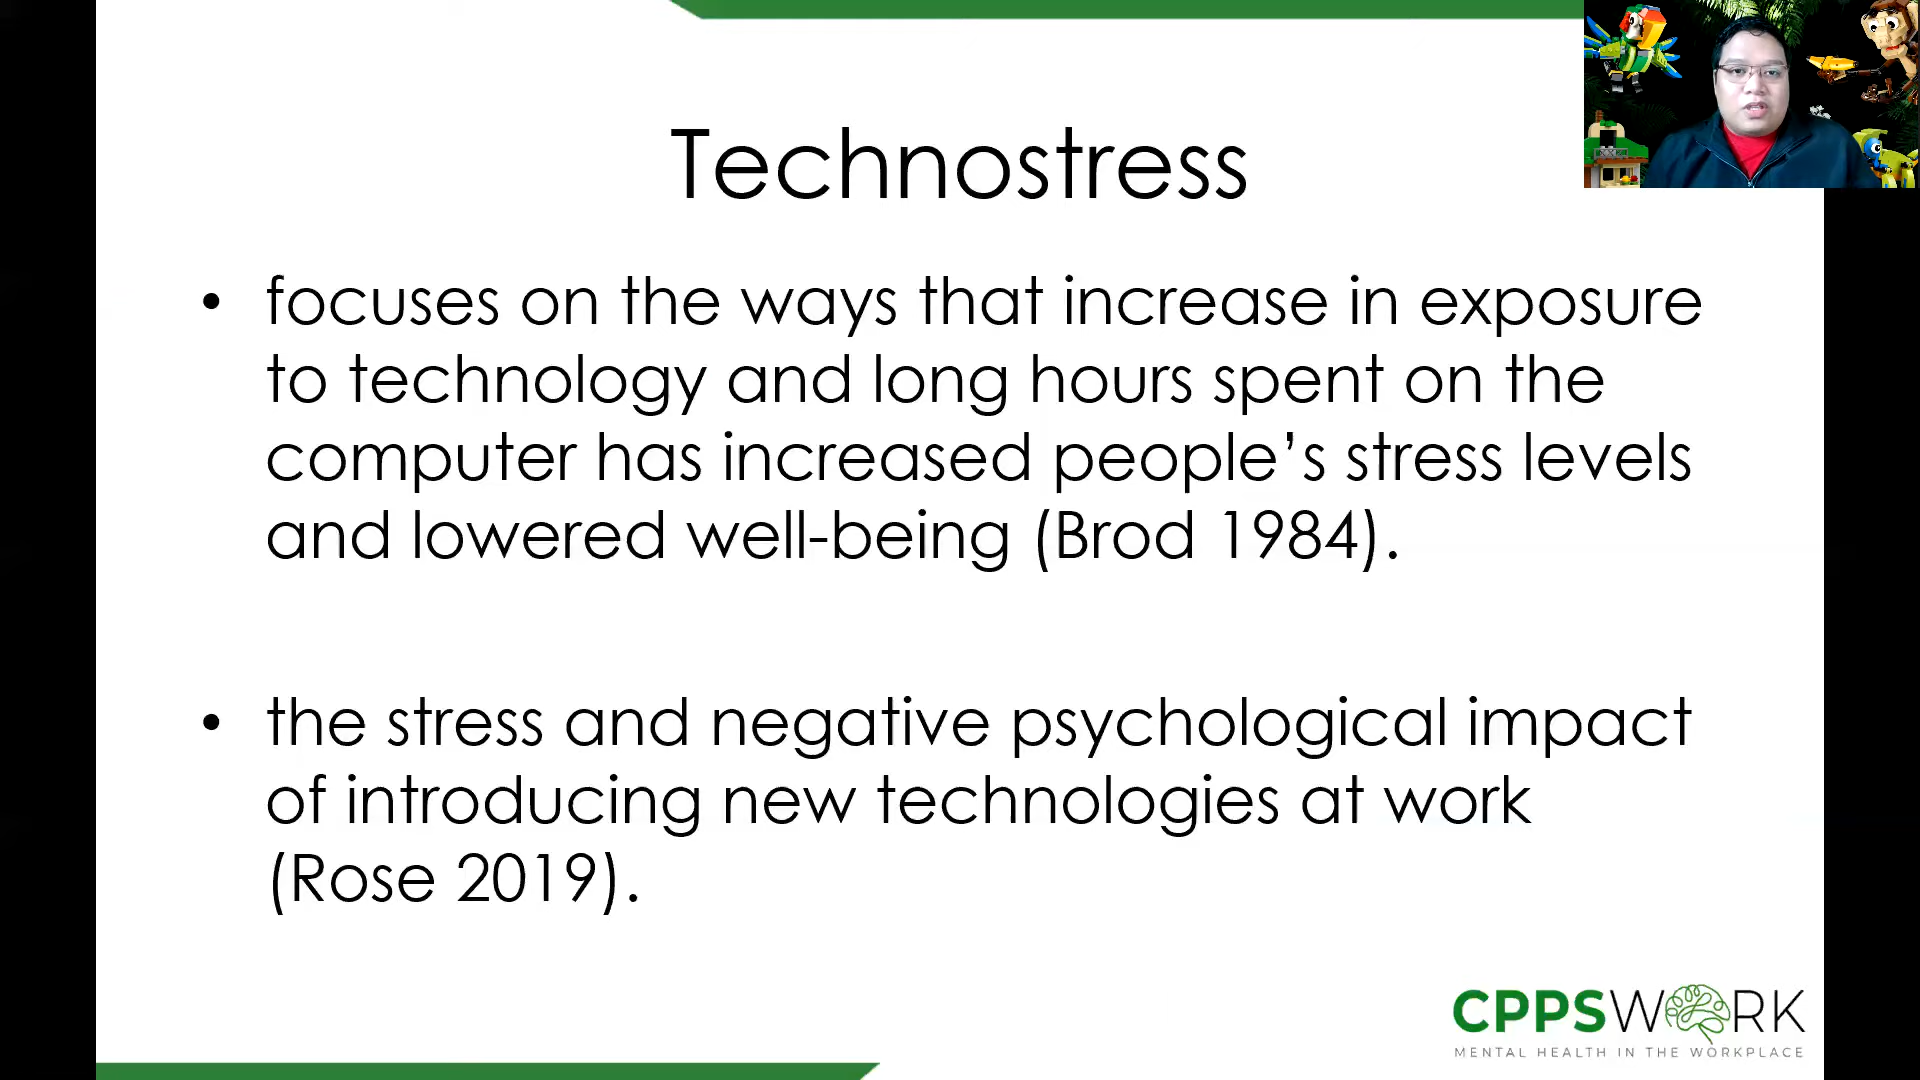 Technostress
• focuses on the ways that increase in exposure
to technology and long hours spent on the
computer has increased people’s stress levels
and lowered well-being (Brod 1984).
• the stress and negative psychological impact
of introducing new technologies at work
(Rose 2019).
CPPSWORK
MENTAL HEALTH IN THE WORKPLACE